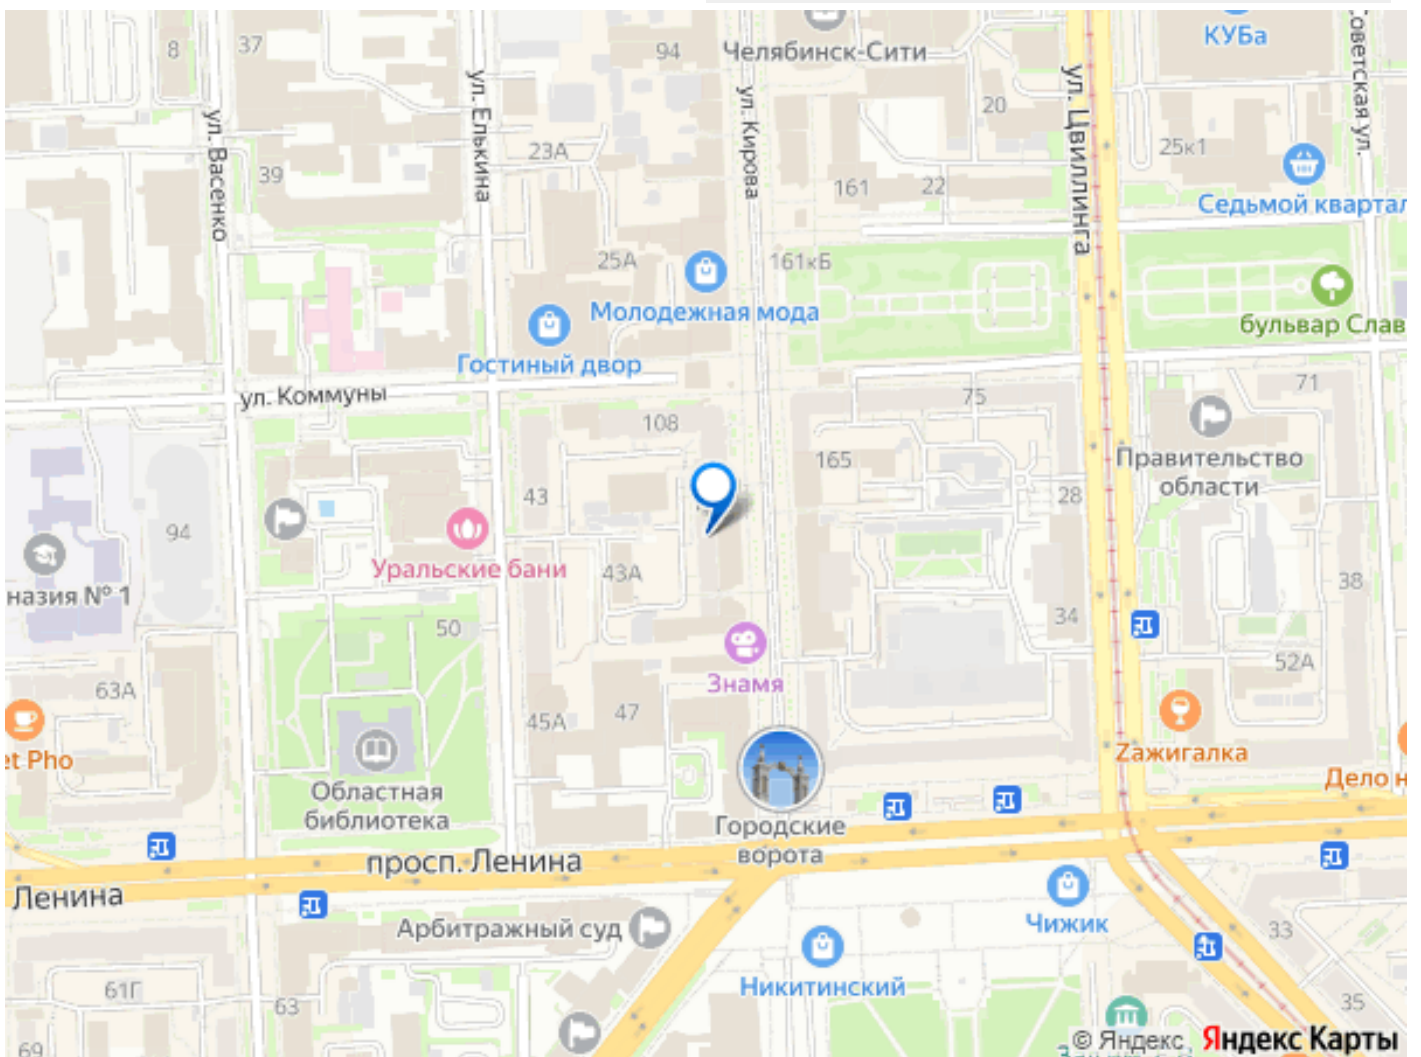 8
37
94
Челябинск-Сити
КУБа
Советская ул.
ул. Васенко
ул. Елькина
ул. Кирова
ул. Цвиллинга
20
23А
25к1
39
161
22
Седьмой квартал
25А
161кБ
Молодежная мода
бульвар Слав
Гостиный двор
ул. Коммуны
75
71
108
165
Правительство
области
43
28
94
Уральские бани
43А
38
назия № 1
50
34
52А
63А
Знамя
45А
47
et Pho
Zажигалка
Дело н
Областная
библиотека
Городские
ворота
просп. Ленина
Ленина
Арбитражный суд
Чижик
33
Никитинский
61Г
63
35
69
© Яндекс Яндекс Карты